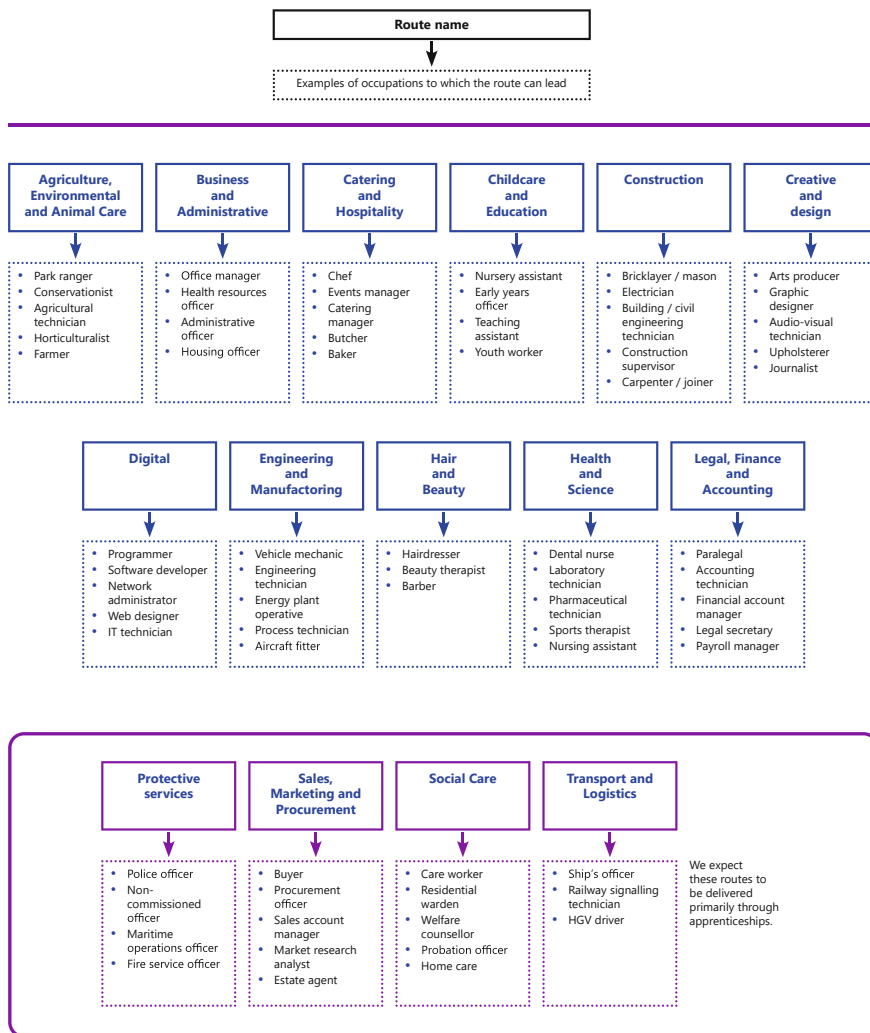 Route name
Examples of occupations to which the route can lead
Agriculture,
Environmental
and Animal Care
• Park ranger
• Conservationist
• Agricultural
technician
• Horticulturalist
• Farmer
Business
and
Administrative
• Office manager
• Health resources
officer
• Administrative
officer
• Housing officer
Catering
and
Hospitality
• Chef
• Events manager
• Catering
manager
• Butcher
• Baker
Childcare
and
Education
• Nursery assistant
• Early years
officer
• Teaching
assistant
• Youth worker
Construction
• Bricklayer / mason
• Electrician
• Building / civil
engineering
technician
• Construction
supervisor
• Carpenter / joiner
Creative
and
design
• Arts producer
• Graphic
designer
• Audio-visual
technician
• Upholsterer
• Journalist
Digital
• Programmer
• Software developer
• Network
administrator
• Web designer
• IT technician
Engineering
and
Manufactoring
• Vehicle mechanic
• Engineering
technician
• Energy plant
operative
• Process technician
• Aircraft fitter
Hair
and
Beauty
• Hairdresser
• Beauty therapist
• Barber
Health
and
Science
• Dental nurse
• Laboratory
technician
• Pharmaceutical
technician
• Sports therapist
• Nursing assistant
Legal, Finance
and
Accounting
• Paralegal
• Accounting
technician
• Financial account
manager
• Legal secretary
• Payroll manager
Protective
services
• Police officer
• Non-
commissioned
officer
• Maritime
operations officer
• Fire service officer
Sales,
Marketing and
Procurement
• Buyer
• Procurement
officer
• Sales account
manager
• Market research
analyst
• Estate agent
Social Care
• Care worker
• Residential
warden
• Welfare
counsellor
• Probation officer
• Home care
Transport and
Logistics
• Ship's officer
• Railway signalling
technician
• HGV driver
We expect
these routes to
be delivered
primarily through
apprenticeships.